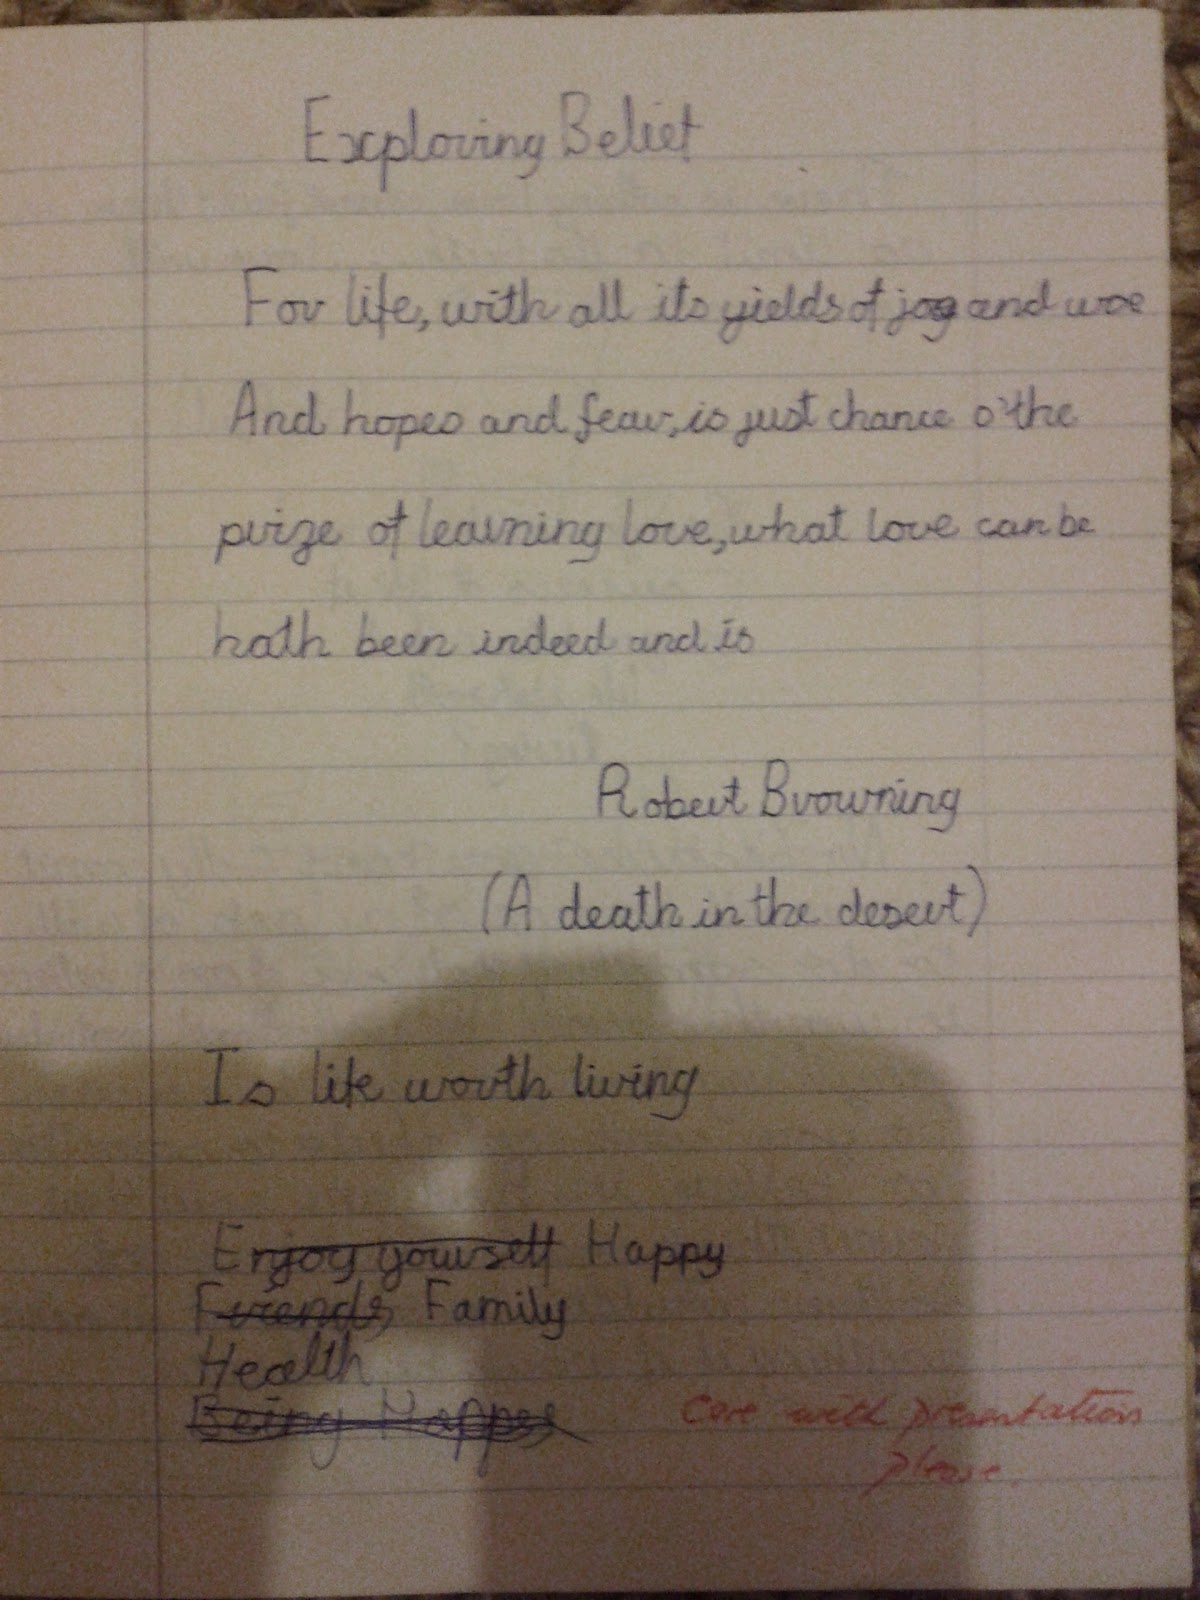 Exploring Belief
For life, with all its yields of joy and woe
And hopes and fear, is just chance o'the
prize of learning love, what love can be
hath been indeed and is
Robert Browning
(A death in the desert)
Is life worth living
Enjoy yourself Happy
Friends Family
Health
Being Happy
care with presentation
please.